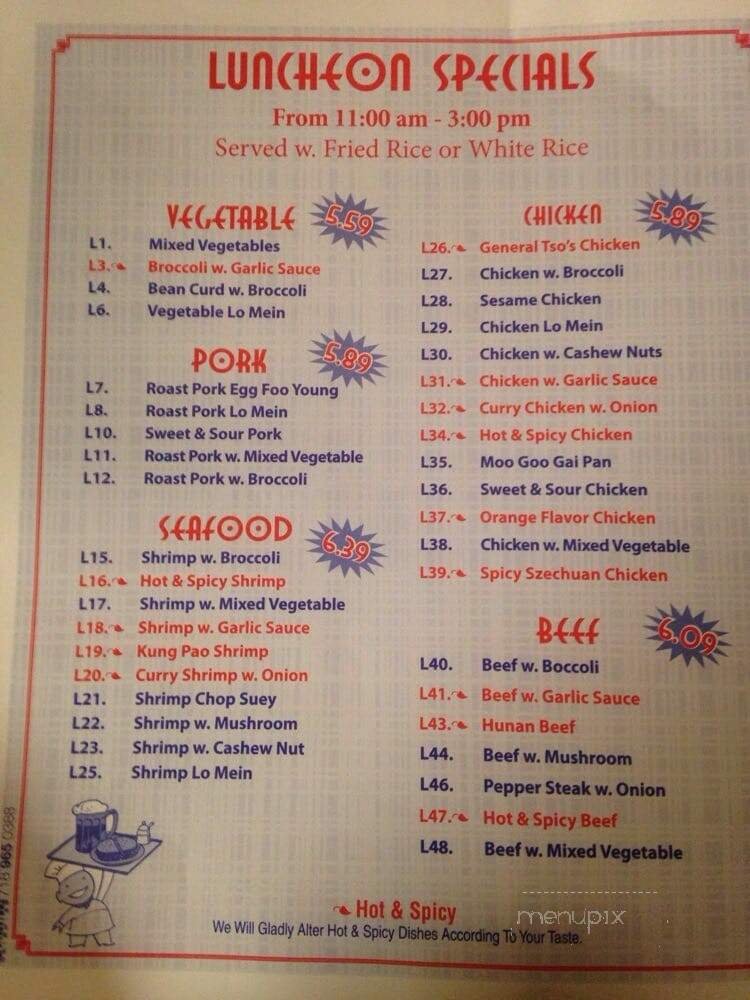 LUNCHEON SPECIALS
From 11:00 am - 3:00 pm
Served w. Fried Rice or White Rice
VEGETABLE 5.59
L1. Mixed Vegetables
L3. Broccoli w. Garlic Sauce
L4. Bean Curd w. Broccoli
L6. Vegetable Lo Mein
PORK 5.89
L7. Roast Pork Egg Foo Young
L8. Roast Pork Lo Mein
L10. Sweet & Sour Pork
L11. Roast Pork w. Mixed Vegetable
L12. Roast Pork w. Broccoli
SEAFOOD 6.39
L15. Shrimp w. Broccoli
L16. Hot & Spicy Shrimp
L17. Shrimp w. Mixed Vegetable
L18. Shrimp w. Garlic Sauce
L19. Kung Pao Shrimp
L20. Curry Shrimp w. Onion
L21. Shrimp Chop Suey
L22. Shrimp w. Mushroom
L23. Shrimp w. Cashew Nut
L25. Shrimp Lo Mein
CHICKEN 5.89
L26. General Tso's Chicken
L27. Chicken w. Broccoli
L28. Sesame Chicken
L29. Chicken Lo Mein
L30. Chicken w. Cashew Nuts
L31. Chicken w. Garlic Sauce
L32. Curry Chicken w. Onion
L34. Hot & Spicy Chicken
L35. Moo Goo Gai Pan
L36. Sweet & Sour Chicken
L37. Orange Flavor Chicken
L38. Chicken w. Mixed Vegetable
L39. Spicy Szechuan Chicken
BEEF 6.09
L40. Beef w. Boccoli
L41. Beef w. Garlic Sauce
L43. Hunan Beef
L44. Beef w. Mushroom
L46. Pepper Steak w. Onion
L47. Hot & Spicy Beef
L48. Beef w. Mixed Vegetable
Hot & Spicy
We Will Gladly Alter Hot & Spicy Dishes According To Your Taste.
menupix
718 965 0388